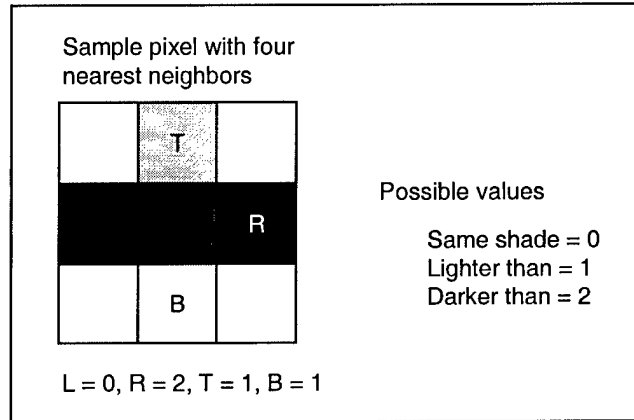 Sample pixel with four
nearest neighbors
T
R
B
Possible values
Same shade = 0
Lighter than = 1
Darker than = 2
L = 0, R = 2, T = 1, B = 1